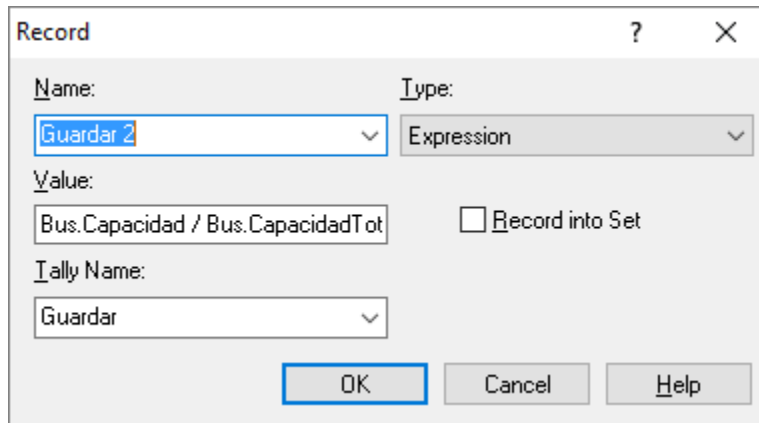 Record
Name: Type:
Guardar 2 Expression
Value:
Bus.Capacidad / Bus.CapacidadTot Record into Set
Tally Name:
Guardar
OK Cancel Help